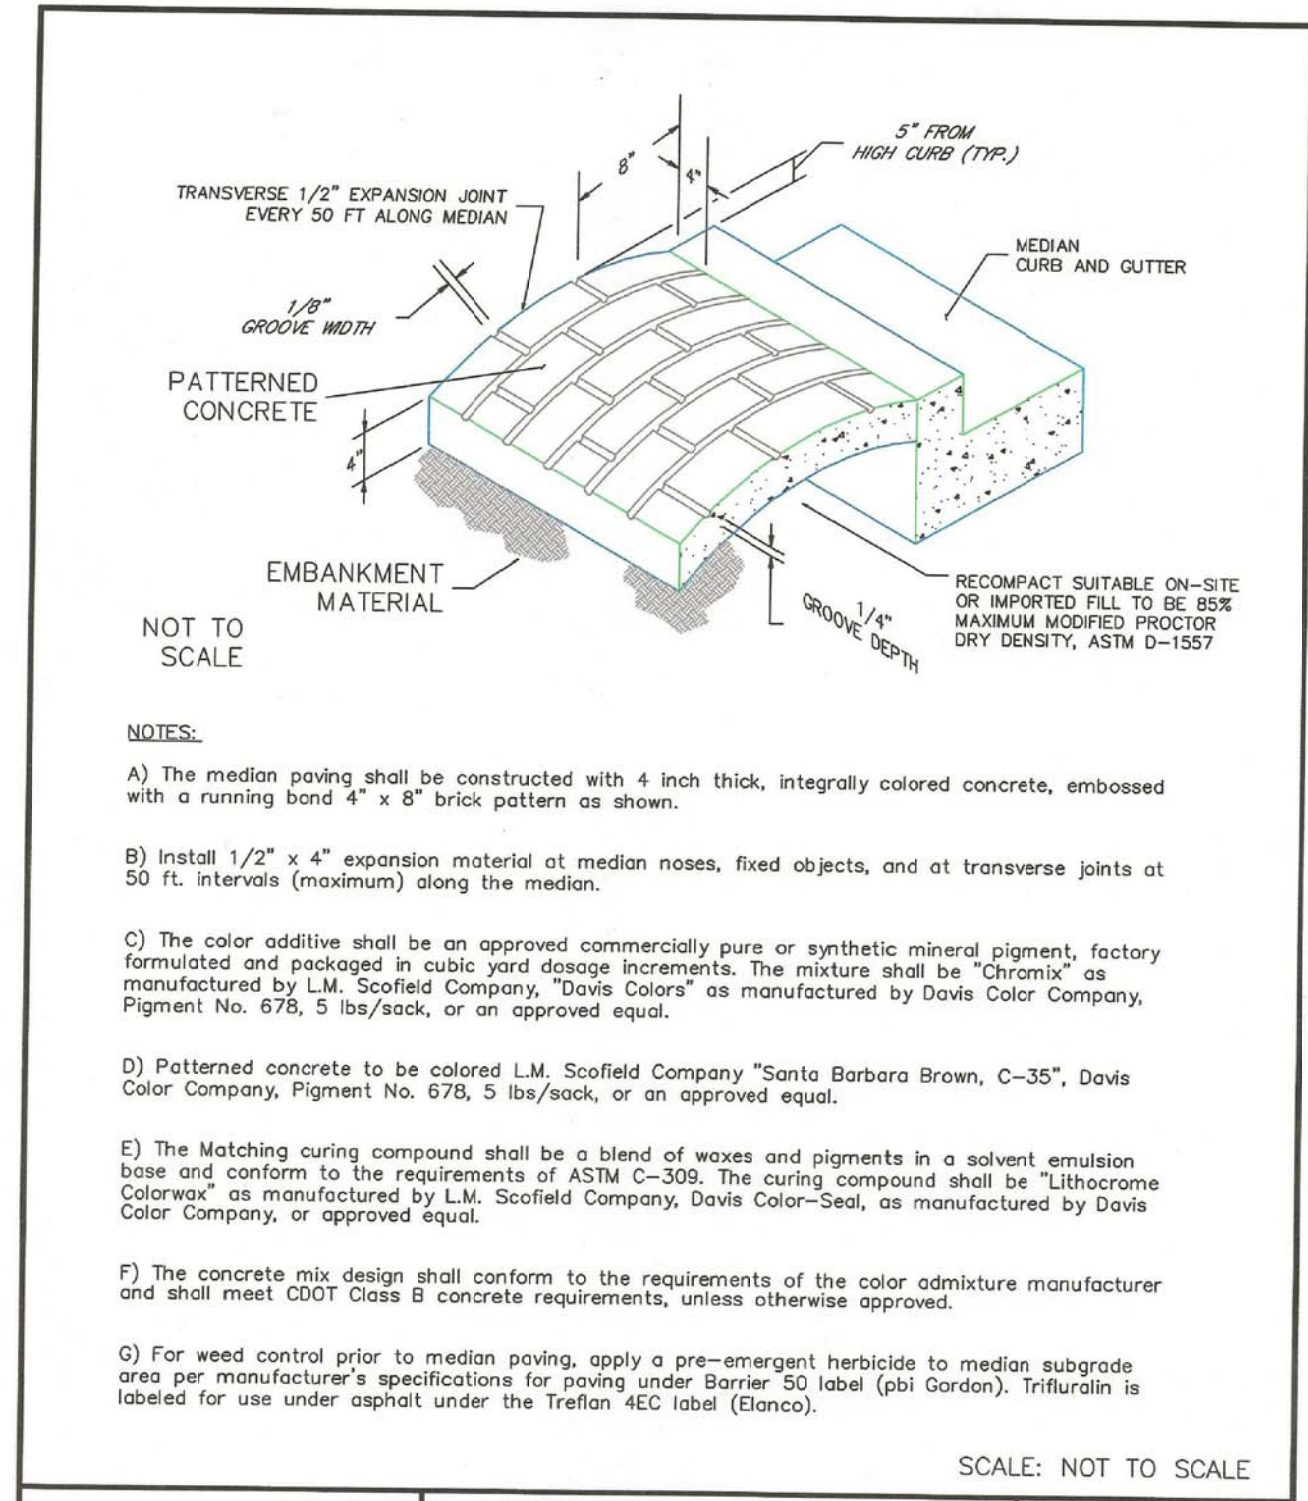 5" FROM
HIGH CURB (TYP.)
8"
4"
TRANSVERSE 1/2" EXPANSION JOINT
EVERY 50 FT ALONG MEDIAN
MEDIAN
CURB AND GUTTER
1/8"
GROOVE WIDTH
PATTERNED
CONCRETE
4"
EMBANKMENT
MATERIAL
1/4"
GROOVE DEPTH
RECOMPACT SUITABLE ON-SITE
OR IMPORTED FILL TO BE 85%
MAXIMUM MODIFIED PROCTOR
DRY DENSITY, ASTM D-1557
NOT TO
SCALE
NOTES:
A) The median paving shall be constructed with 4 inch thick, integrally colored concrete, embossed
with a running bond 4" x 8" brick pattern as shown.
B) Install 1/2" x 4" expansion material at median noses, fixed objects, and at transverse joints at
50 ft. intervals (maximum) along the median.
C) The color additive shall be an approved commercially pure or synthetic mineral pigment, factory
formulated and packaged in cubic yard dosage increments. The mixture shall be "Chromix" as
manufactured by L.M. Scofield Company, "Davis Colors" as manufactured by Davis Color Company,
Pigment No. 678, 5 lbs/sack, or an approved equal.
D) Patterned concrete to be colored L.M. Scofield Company "Santa Barbara Brown, C-35", Davis
Color Company, Pigment No. 678, 5 lbs/sack, or an approved equal.
E) The Matching curing compound shall be a blend of waxes and pigments in a solvent emulsion
base and conform to the requirements of ASTM C-309. The curing compound shall be "Lithocrome
Colorwax" as manufactured by L.M. Scofield Company, Davis Color-Seal, as manufactured by Davis
Color Company, or approved equal.
F) The concrete mix design shall conform to the requirements of the color admixture manufacturer
and shall meet CDOT Class B concrete requirements, unless otherwise approved.
G) For weed control prior to median paving, apply a pre-emergent herbicide to median subgrade
area per manufacturer's specifications for paving under Barrier 50 label (pbi Gordon). Trifluralin is
labeled for use under asphalt under the Treflan 4EC label (Elanco).
SCALE: NOT TO SCALE